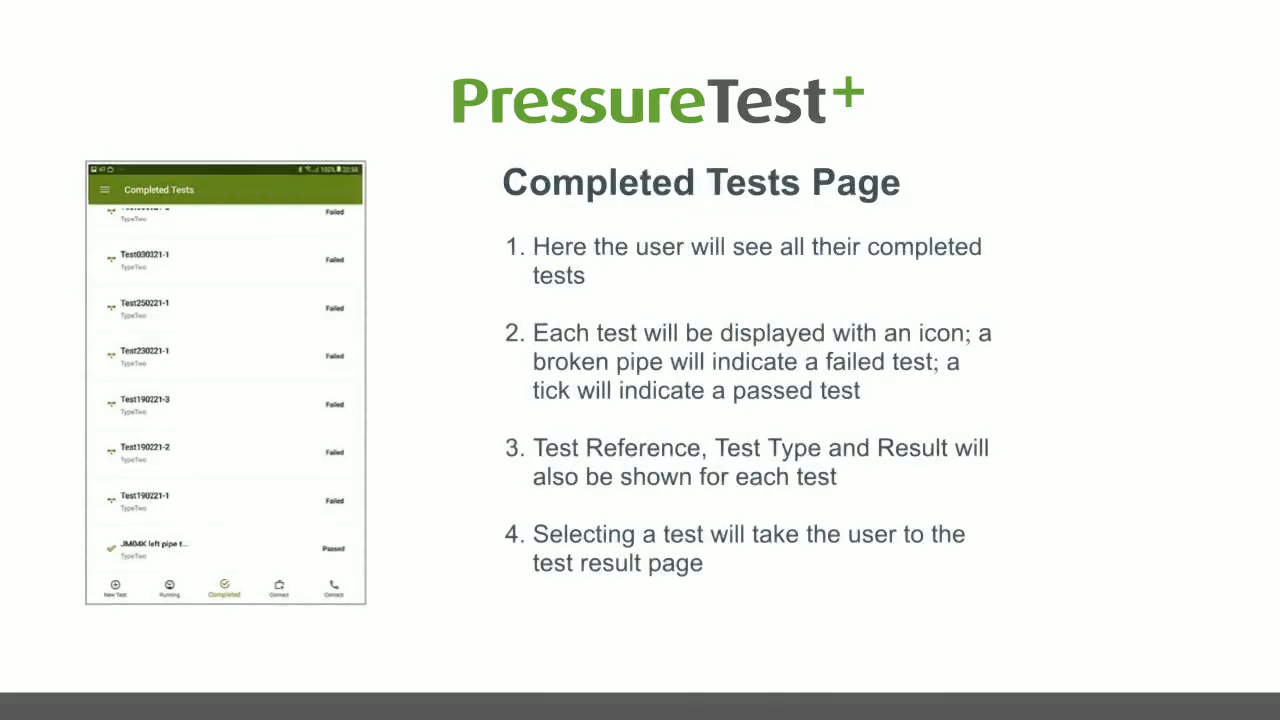 PressureTest+
Completed Tests Page
1. Here the user will see all their completed
tests
2. Each test will be displayed with an icon; a
broken pipe will indicate a failed test; a
tick will indicate a passed test
3. Test Reference, Test Type and Result will
also be shown for each test
4. Selecting a test will take the user to the
test result page
100%
Completed Tests
Failed
TypeTwo
Test030321-1
Failed
TypeTwo
Test250221-1
Failed
TypeTwo
Test230221-1
Failed
TypeTwo
Test190221-3
Failed
TypeTwo
Test190221-2
Failed
TypeTwo
Test190221-1
Failed
TypeTwo
JM04K left pipe t...
Passed
TypeTwo
New Test
Running
Completed
Contact
Contact